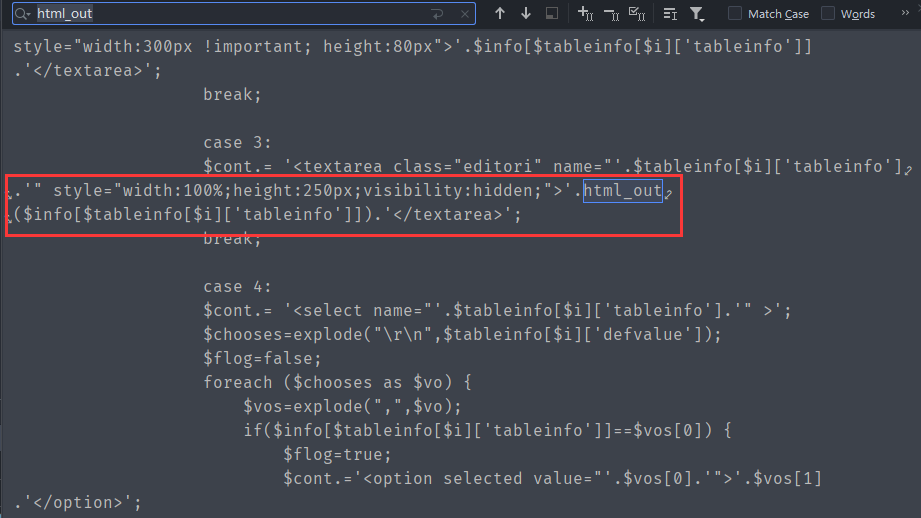 html_out
Match Case
Words
style="width:300px !important; height:80px">'.$info[$tableinfo[$i]['tableinfo']]
.'</textarea>';
break;
case 3:
$cont.= '<textarea class="editori" name="'.$tableinfo[$i]['tableinfo'].
.'" style="width:100%;height:250px;visibility:hidden;">'.html_out
($info[$tableinfo[$i]['tableinfo']]).'</textarea>';
break;
case 4:
$cont.= '<select name="'.$tableinfo[$i]['tableinfo'].'" >';
$chooses=explode("\r\n",$tableinfo[$i]['defvalue']);
$flog=false;
foreach ($chooses as $vo) {
$vos=explode(",",$vo);
if($info[$tableinfo[$i]['tableinfo']]==$vos[0]) {
$flog=true;
$cont.='<option selected value="'.$vos[0].'">'.$vos[1]
.'</option>';